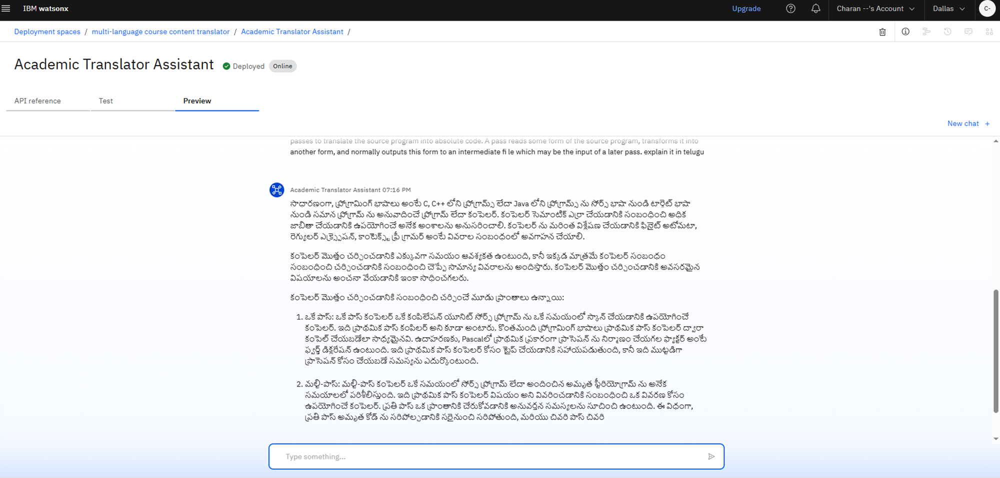 IBM watsonx
Upgrade
Charan --'s Account
Dallas
C-
Deployment spaces / multi-language course content translator / Academic Translator Assistant /
Academic Translator Assistant
Deployed
Online
API reference
Test
Preview
New chat +
passes to translate the source program into absolute code. A pass reads some form of the source program, transforms it into
another form, and normally outputs this form to an intermediate fi le which may be the input of a later pass. explain it in telugu
Academic Translator Assistant 07:16 PM
సాధారణంగా, ప్రోగ్రామింగ్ భాషాలు అంటే C, C++ లోని ప్రోగ్రామ్స్ లేదా Java లోని ప్రోగ్రామ్స్ ను సోర్స్ భాషా నుండి టార్గెట్ భాషా
నుండి సమాన ప్రోగ్రామ్ ను అనువాదించే ప్రోగ్రామ్ లేదా కంపెలర్. కంపెలర్ సెమాంటిక్ ఎర్రా చేయడానికి సంబంధించి అధిక
జాబితా చేయడానికి ఉపయోగించే అనేక అంశాలను అనుసరించాలి. కంపెలర్ ను మరింత విశ్లేషణ చేయడానికి ఫినైట్ అటోమటా,
రెగ్యులర్ ఎక్స్ప్రెషన్, కాంటెక్స్ట్ ఫ్రీ గ్రామర్ అంటే వివరాల సంబంధంలో అవగాహన చేయాలి.
కంపెలర్ మొత్తం చర్చించడానికి ఎక్కువగా సమయం ఆవశ్యకత ఉంటుంది, కానీ ఇక్కడ మాత్రమే కంపెలర్ సంబంధం
సంబంధించి చర్చించడానికి సంబంధించి చెప్పే సామాన్య వివరాలను అందిస్తారు. కంపెలర్ మొత్తం చర్చించడానికి అవసరమైన
విషయాలను అంచనా వేయడానికి ఇంకా సాధించగలరు.
కంపెలర్ మొత్తం చర్చించడానికి సంబంధించి చర్చించే మూడు ప్రాంతాలు ఉన్నాయి:
1. ఒకే పాస్: ఒకే పాస్ కంపెలర్ ఒకే కంపిలేషన్ యూనిట్ సోర్స్ ప్రోగ్రామ్ ను ఒకే సమయంలో స్కాన్ చేయడానికి ఉపయోగించే
కంపెలర్. ఇది ప్రాథమిక పాస్ కంపిలర్ అని కూడా అంటారు. కొంతమంది ప్రోగ్రామింగ్ భాషాలు ప్రాథమిక పాస్ కంపెలర్ ద్వారా
కంపెల్ చేయబడేలా సాధ్యమైనవి. ఉదాహరణకు, Pascalలో ప్రాథమిక ప్రకారంగా ప్రాసెషన్ ను నిర్మాణం చేయగల ఫ్యాక్టర్ అంటే
ఫ్వర్డ్ డిక్లరేషన్ ఉంటుంది. ఇది ప్రాథమిక పాస్ కంపెలర్ కోసం టైప్ చేయడానికి సహాయపడుతుంది, కానీ ఇది ముట్టడిగా
ప్రాసెషన్ కోసం చేయబడే సమస్యను ఎదుర్కొంటుంది.
2. మల్టి-పాస్: మల్టి-పాస్ కంపెలర్ ఒకే సమయంలో సోర్స్ ప్రోగ్రామ్ లేదా అందించిన అమృత స్టీరియోగ్రామ్ ను అనేక
సమయాలలో పరిశీలిస్తుంది. ఇది ప్రాథమిక పాస్ కంపెలర్ విషయం అని వివరించడానికి సంబంధించి ఒక వివరణ కోసం
ఉపయోగించే కంపెలర్. ప్రతి పాస్ ఒక ప్రాంతానికి చేరుకోవడానికి అనువర్తన సమస్యలను సూచించి ఉంటుంది. ఈ విధంగా,
ప్రతి పాస్ అమృత కోడ్ ను సరిపోల్చడానికి సరైనుంచి సరిపోతుంది, మరియు చివరి పాస్ చివరి
Type something...